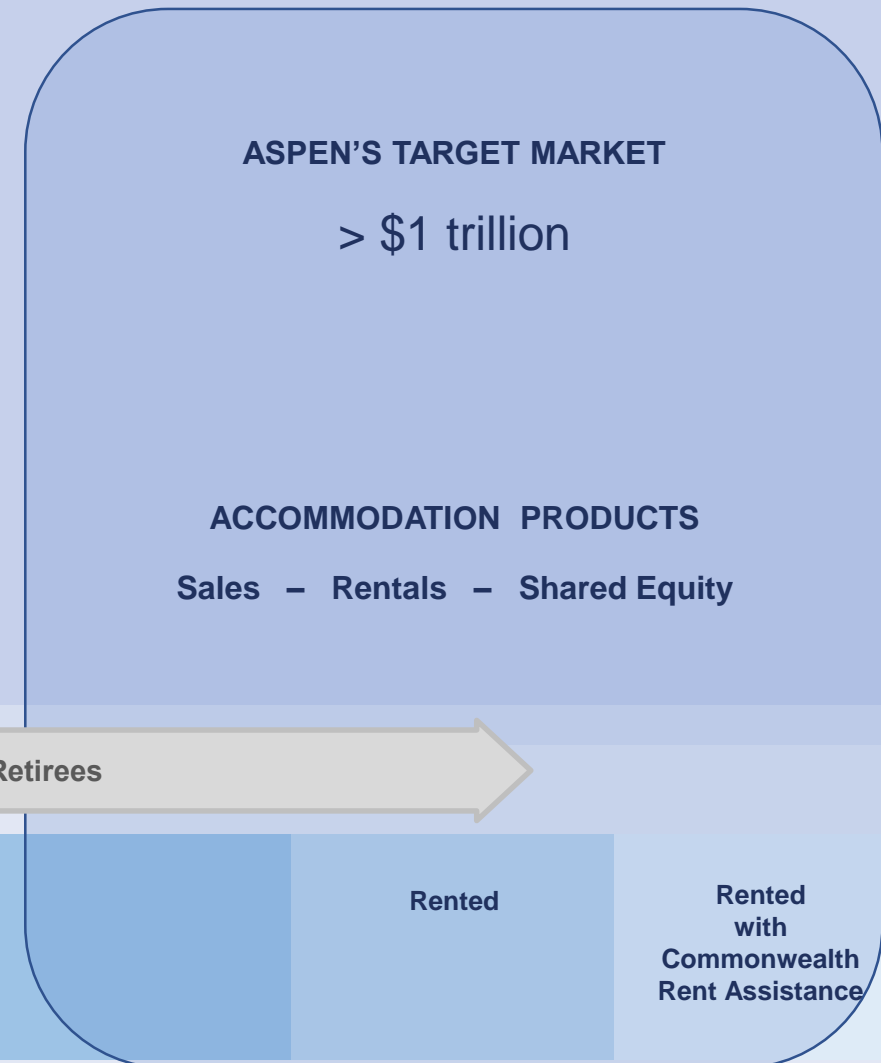 ASPEN'S TARGET MARKET
> $1 trillion
ACCOMMODATION PRODUCTS
Sales – Rentals – Shared Equity
Retirees
Rented
Rented
with
Commonwealth
Rent Assistance